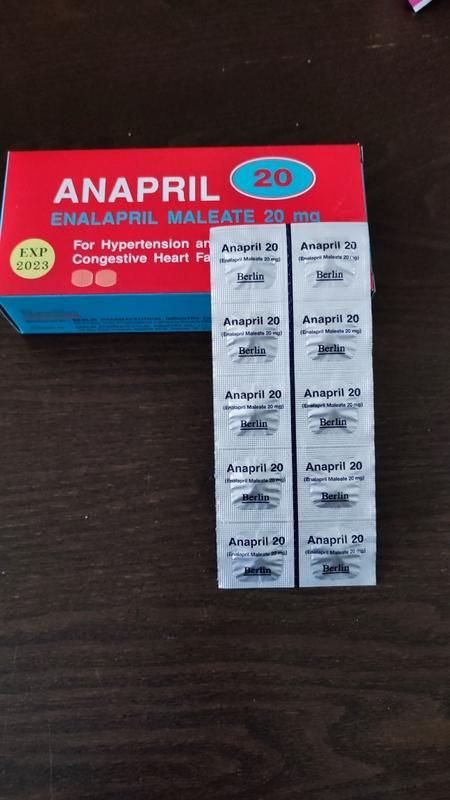 ANAPRIL 20
ENALAPRIL MALEATE 20 mg
For Hypertension an
Congestive Heart Fa
EXP
2023
BERLIN PHARMACEUTICAL INDUSTRY CO
Anapril 20
(Enalapril Maleate 20 mg)
Berlin
Anapril 20
(Enalapril Maleate 20 mg)
Berlin
Anapril 20
(Enalapril Maleate 20 mg)
Berlin
Anapril 20
(Enalapril Maleate 20 mg)
Berlin
Anapril 20
(Enalapril Maleate 20 mg)
Berlin
Anapril 20
(Enalapril Maleate 20 mg)
Berlin
Anapril 20
(Enalapril Maleate 20 mg)
Berlin
Anapril 20
(Enalapril Maleate 20 mg)
Berlin
Anapril 20
(Enalapril Maleate 20 mg)
Berlin
Anapril 20
(Enalapril Maleate 20 mg)
Berlin